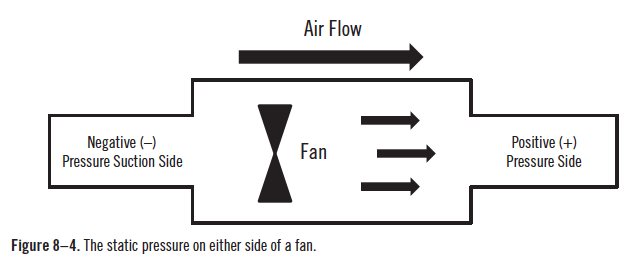 Air Flow
Negative (–)
Pressure Suction Side
Fan
Positive (+)
Pressure Side
Figure 8–4. The static pressure on either side of a fan.